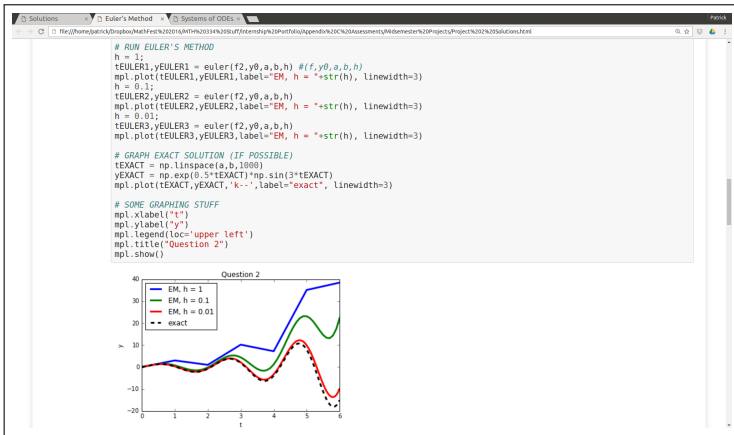 Solutions
Euler's Method
Systems of ODEs
Patrick
file:///home/patrick/Dropbox/MathFest%202016/MTH%20334%20Stuff/Internship%20Portfolio/Appendix%20C%20Assessments/Midsemester%20Projects/Project%202%20Solutions.html
# RUN EULER'S METHOD
h = 1;
tEULER1,yEULER1 = euler(f2,y0,a,b,h) #(f,y0,a,b,h)
mpl.plot(tEULER1,yEULER1,label="EM, h = "+str(h), linewidth=3)
h = 0.1;
tEULER2,yEULER2 = euler(f2,y0,a,b,h)
mpl.plot(tEULER2,yEULER2,label="EM, h = "+str(h), linewidth=3)
h = 0.01;
tEULER3,yEULER3 = euler(f2,y0,a,b,h)
mpl.plot(tEULER3,yEULER3,label="EM, h = "+str(h), linewidth=3)
# GRAPH EXACT SOLUTION (IF POSSIBLE)
tEXACT = np.linspace(a,b,1000)
yEXACT = np.exp(0.5*tEXACT)*np.sin(3*tEXACT)
mpl.plot(tEXACT,yEXACT,'k--',label="exact", linewidth=3)
# SOME GRAPHING STUFF
mpl.xlabel("t")
mpl.ylabel("y")
mpl.legend(loc='upper left')
mpl.title("Question 2")
mpl.show()
Question 2
40
EM, h = 1
30
EM, h = 0.1
EM, h = 0.01
20
exact
10
y
0
−10
−20
0 1 2 3 4 5 6
t